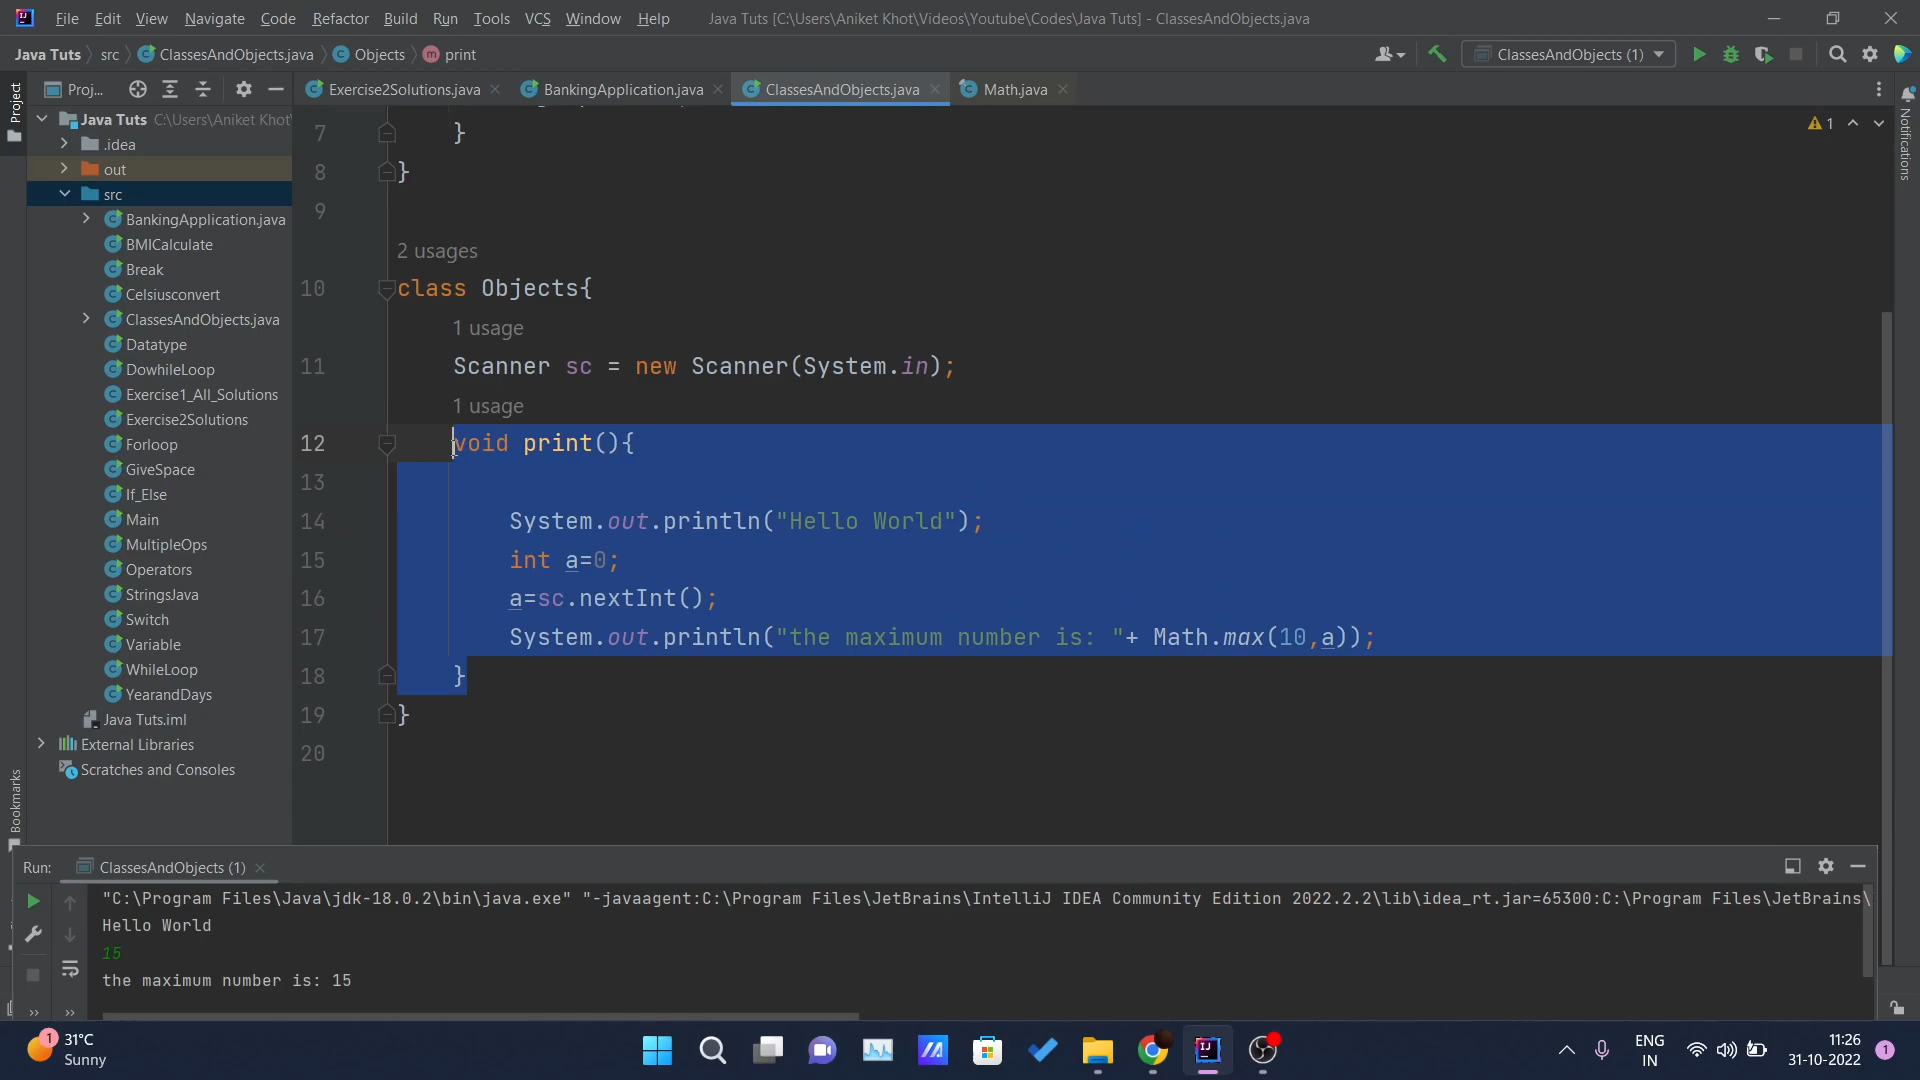 File Edit View Navigate Code Refactor Build Run Tools VCS Window Help Java Tuts [C:\Users\Aniket Khot\Videos\Youtube\Codes\Java Tuts] - ClassesAndObjects.java
Java Tuts src ClassesAndObjects.java Objects print ClassesAndObjects (1)
Proj... Exercise2Solutions.java BankingApplication.java ClassesAndObjects.java Math.java
Project
Notifications
Bookmarks
Java Tuts C:\Users\Aniket Khot\
.idea
out
src
BankingApplication.java
BMICalculate
Break
Celsiusconvert
ClassesAndObjects.java
Datatype
DowhileLoop
Exercise1_All_Solutions
Exercise2Solutions
Forloop
GiveSpace
If_Else
Main
MultipleOps
Operators
StringsJava
Switch
Variable
WhileLoop
YearandDays
Java Tuts.iml
External Libraries
Scratches and Consoles
1
7 }
8 }
9
2 usages
10 class Objects{
1 usage
11 Scanner sc = new Scanner(System.in);
1 usage
12 void print(){
13
14 System.out.println("Hello World");
15 int a=0;
16 a=sc.nextInt();
17 System.out.println("the maximum number is: "+ Math.max(10,a));
18 }
19 }
20
Run: ClassesAndObjects (1)
"C:\Program Files\Java\jdk-18.0.2\bin\java.exe" "-javaagent:C:\Program Files\JetBrains\IntelliJ IDEA Community Edition 2022.2.2\lib\idea_rt.jar=65300:C:\Program Files\JetBrains\
Hello World
15
the maximum number is: 15
1 31°C
Sunny
ENG
IN
11:26
31-10-2022
1